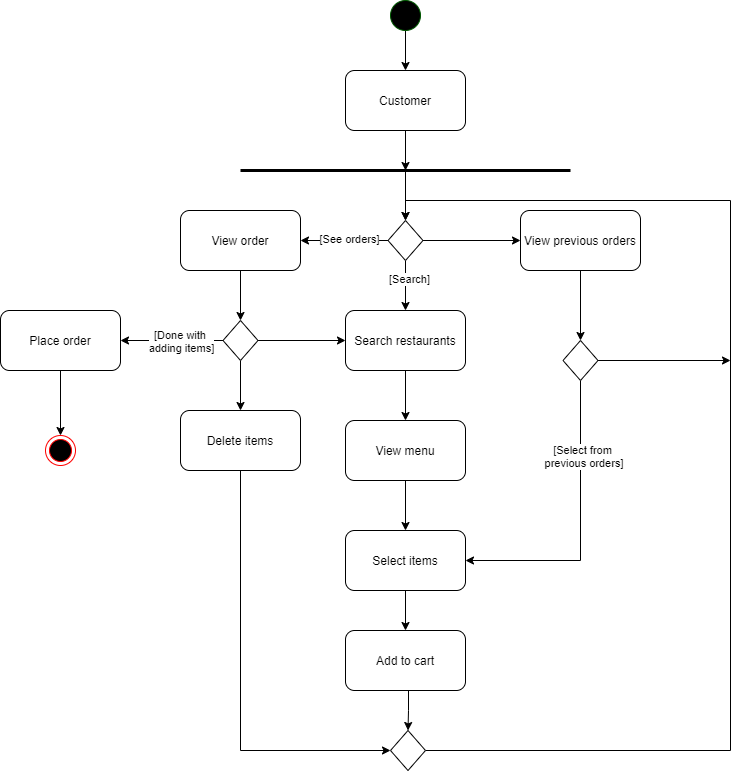 Customer
View order
[See orders]
View previous orders
[Search]
Place order
[Done with
adding items]
Search restaurants
Delete items
View menu
[Select from
previous orders]
Select items
Add to cart